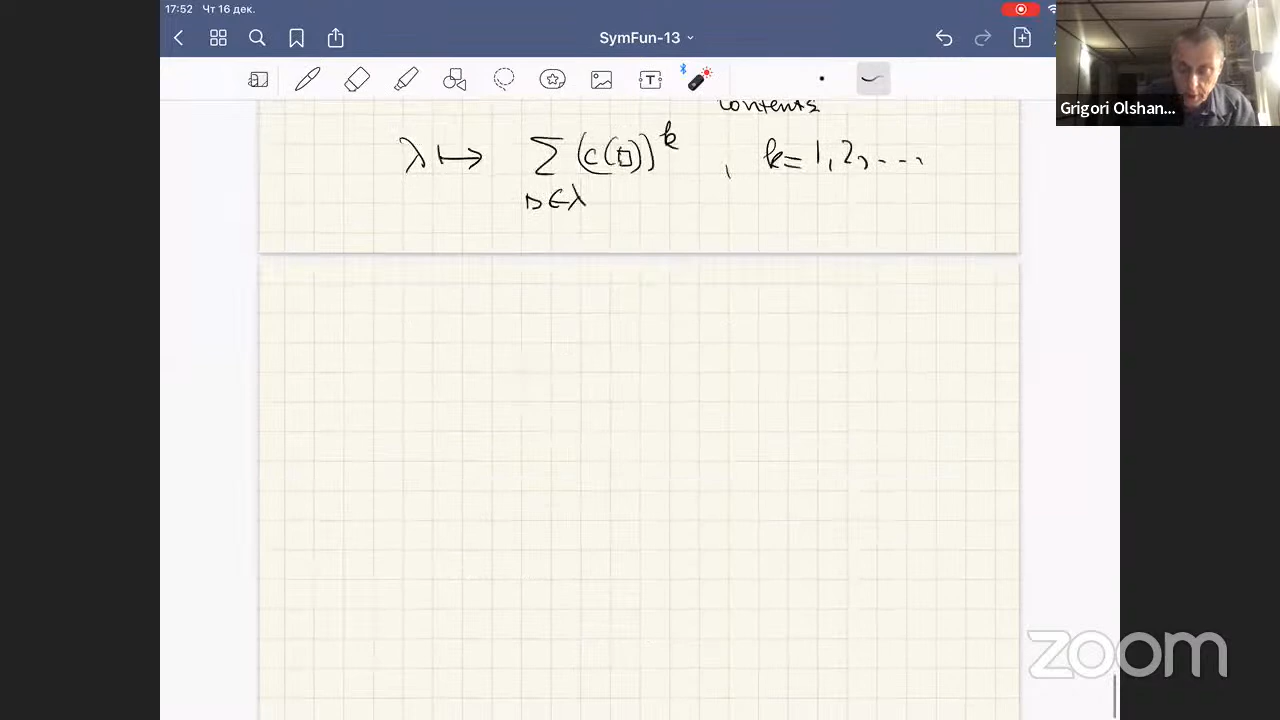 17:52 Чт 16 дек.
SymFun-13
Grigori Olshan...
contents
λ ⟼ Σ (c(□))^k , k=1,2,...
□∈λ
zoom